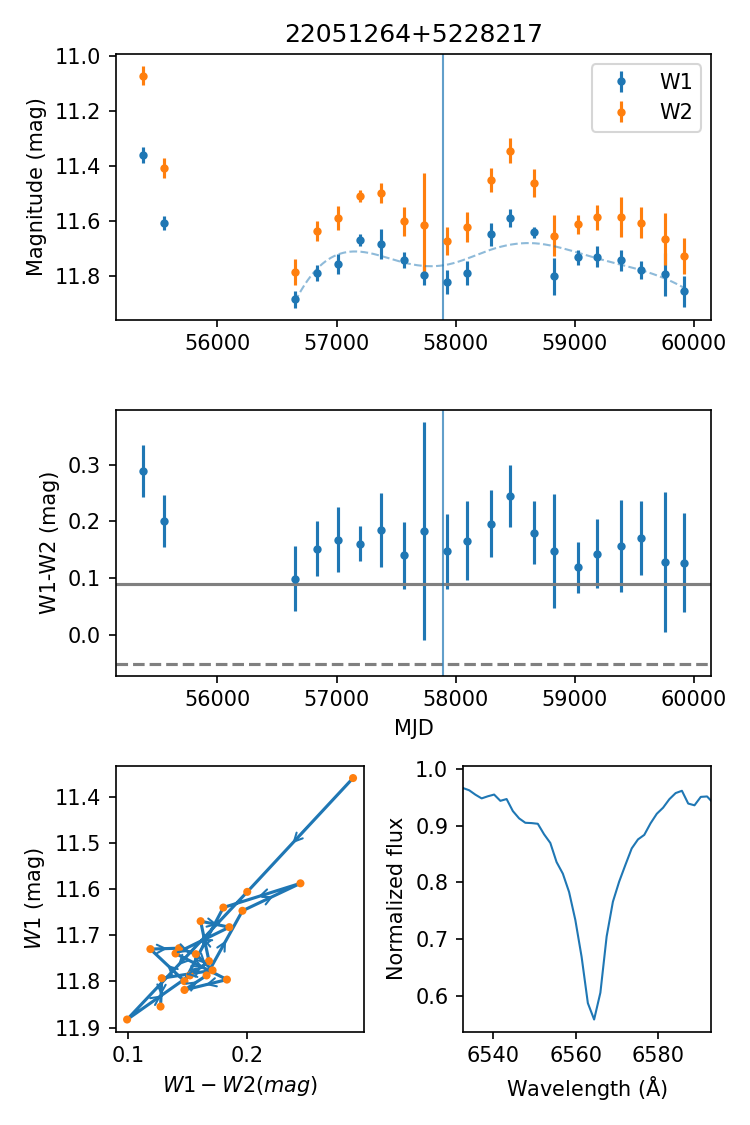 22051264+5228217
Magnitude (mag)
11.0
11.2
11.4
11.6
11.8
W1
W2
56000 57000 58000 59000 60000
W1-W2 (mag)
0.3
0.2
0.1
0.0
56000 57000 58000 59000 60000
MJD
W1 (mag)
11.4
11.5
11.6
11.7
11.8
11.9
0.1 0.2
W1 − W2(mag)
Normalized flux
1.0
0.9
0.8
0.7
0.6
6540 6560 6580
Wavelength (Å)